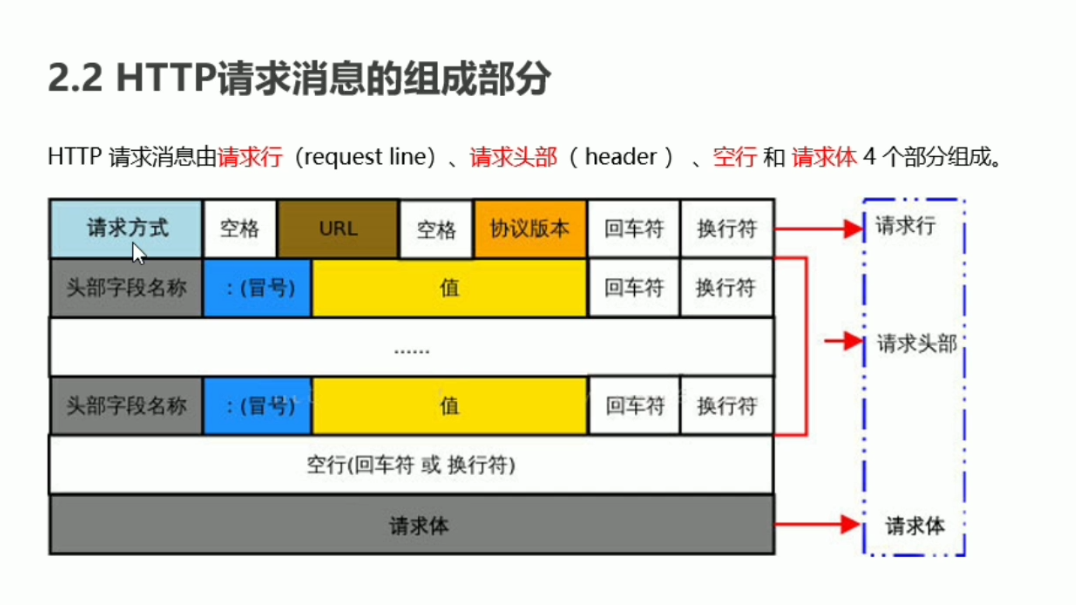 2.2 HTTP请求消息的组成部分
HTTP 请求消息由请求行（request line）、请求头部（ header ） 、空行 和 请求体 4 个部分组成。
请求方式 空格 URL 空格 协议版本 回车符 换行符 请求行
头部字段名称 ：(冒号) 值 回车符 换行符
...... 请求头部
头部字段名称 ：(冒号) 值 回车符 换行符
空行(回车符 或 换行符)
请求体 请求体